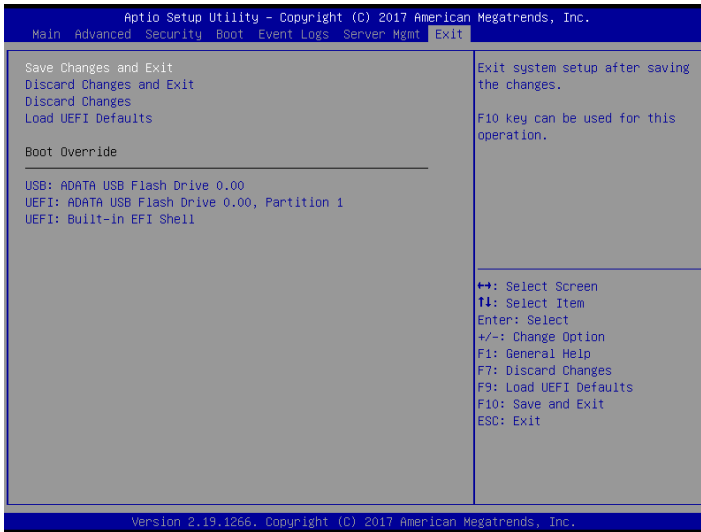 Aptio Setup Utility – Copyright (C) 2017 American Megatrends, Inc.
Main Advanced Security Boot Event Logs Server Mgmt Exit
Save Changes and Exit
Discard Changes and Exit
Discard Changes
Load UEFI Defaults
Boot Override
USB: ADATA USB Flash Drive 0.00
UEFI: ADATA USB Flash Drive 0.00, Partition 1
UEFI: Built-in EFI Shell
Exit system setup after saving
the changes.
F10 key can be used for this
operation.
↔: Select Screen
↑↓: Select Item
Enter: Select
+/-: Change Option
F1: General Help
F7: Discard Changes
F9: Load UEFI Defaults
F10: Save and Exit
ESC: Exit
Version 2.19.1266. Copyright (C) 2017 American Megatrends, Inc.